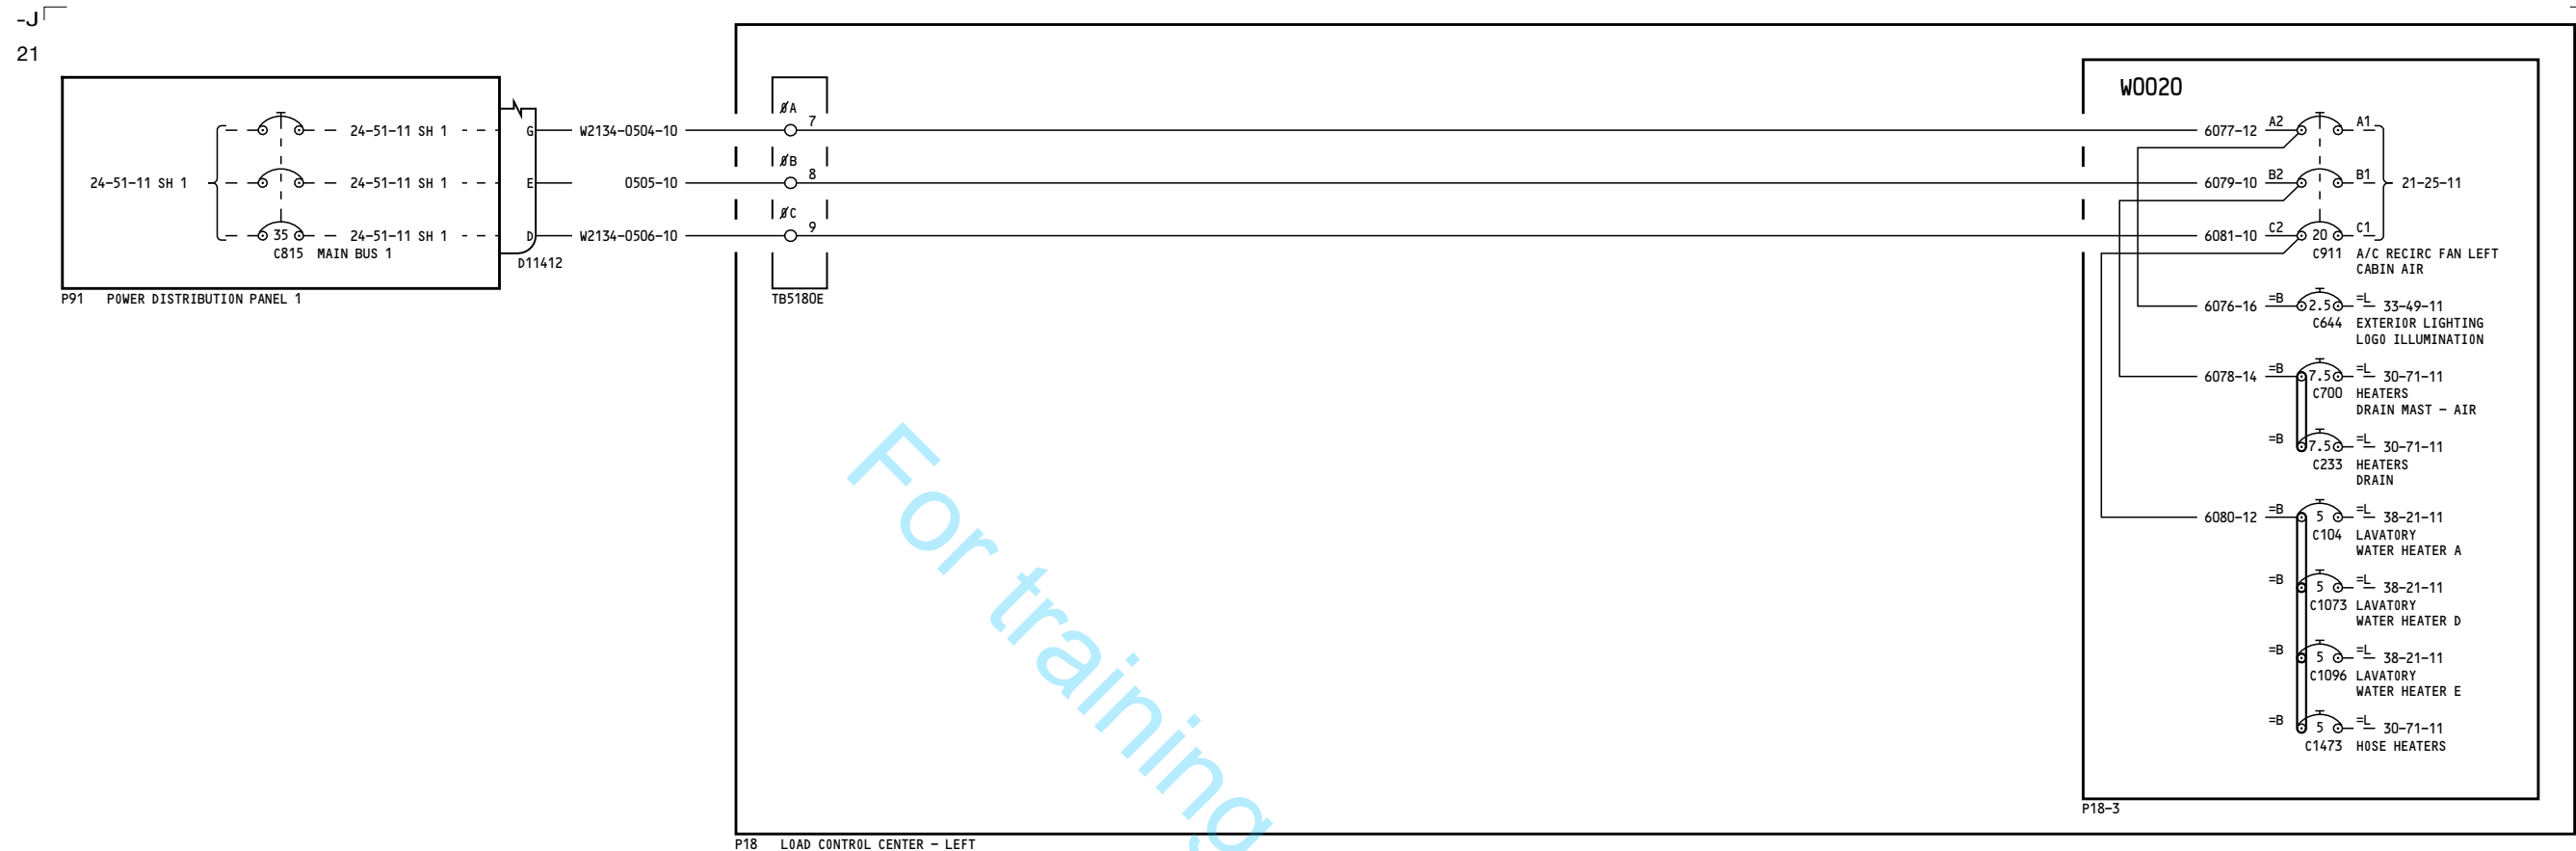 -J
21
W0020
ØA
7
A2
A1
24-51-11 SH 1
G
W2134-0504-10
6077-12
ØB
8
B2
B1
24-51-11 SH 1
24-51-11 SH 1
E
0505-10
6079-10
21-25-11
ØC
9
C2
C1
35
24-51-11 SH 1
D
W2134-0506-10
6081-10
20
C815 MAIN BUS 1
D11412
C911 A/C RECIRC FAN LEFT
CABIN AIR
P91 POWER DISTRIBUTION PANEL 1
TB5180E
6076-16 =B 2.5 =L 33-49-11
C644 EXTERIOR LIGHTING
LOGO ILLUMINATION
6078-14 =B 7.5 =L 30-71-11
C700 HEATERS
DRAIN MAST - AIR
=B 7.5 =L 30-71-11
C233 HEATERS
DRAIN
6080-12 =B 5 =L 38-21-11
C104 LAVATORY
WATER HEATER A
=B 5 =L 38-21-11
C1073 LAVATORY
WATER HEATER D
=B 5 =L 38-21-11
C1096 LAVATORY
WATER HEATER E
=B 5 =L 30-71-11
C1473 HOSE HEATERS
P18-3
P18 LOAD CONTROL CENTER - LEFT
For training